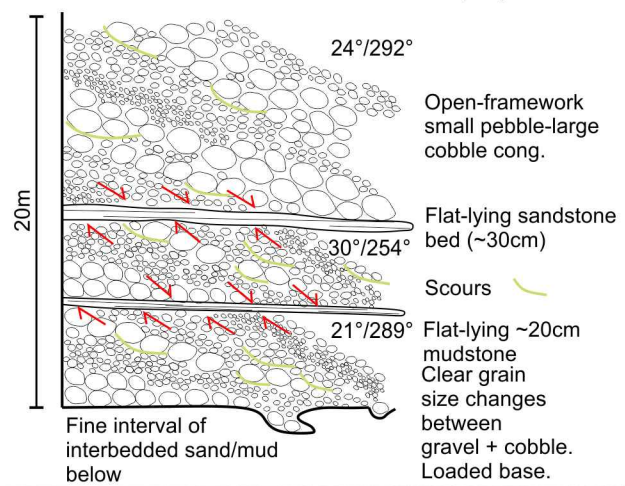 24°/292°
Open-framework
small pebble-large
cobble cong.
20m
Flat-lying sandstone
bed (~30cm)
30°/254°
Scours
21°/289°
Flat-lying ~20cm
mudstone
Clear grain
size changes
between
gravel + cobble.
Loaded base.
Fine interval of
interbedded sand/mud
below